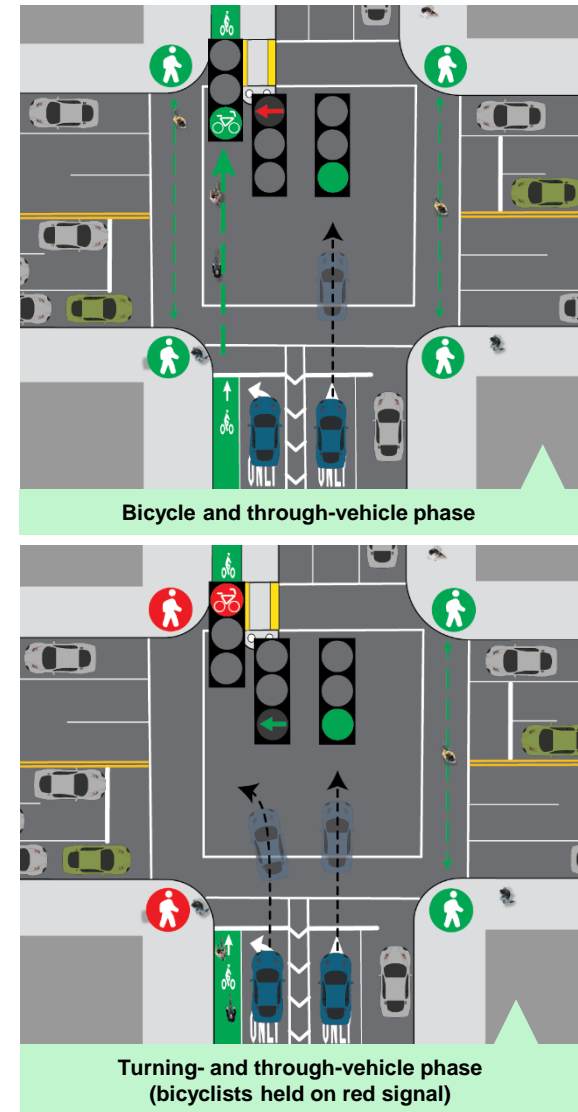 ONLY
ONLY
Bicycle and through-vehicle phase
ONLY
ONLY
Turning- and through-vehicle phase
(bicyclists held on red signal)